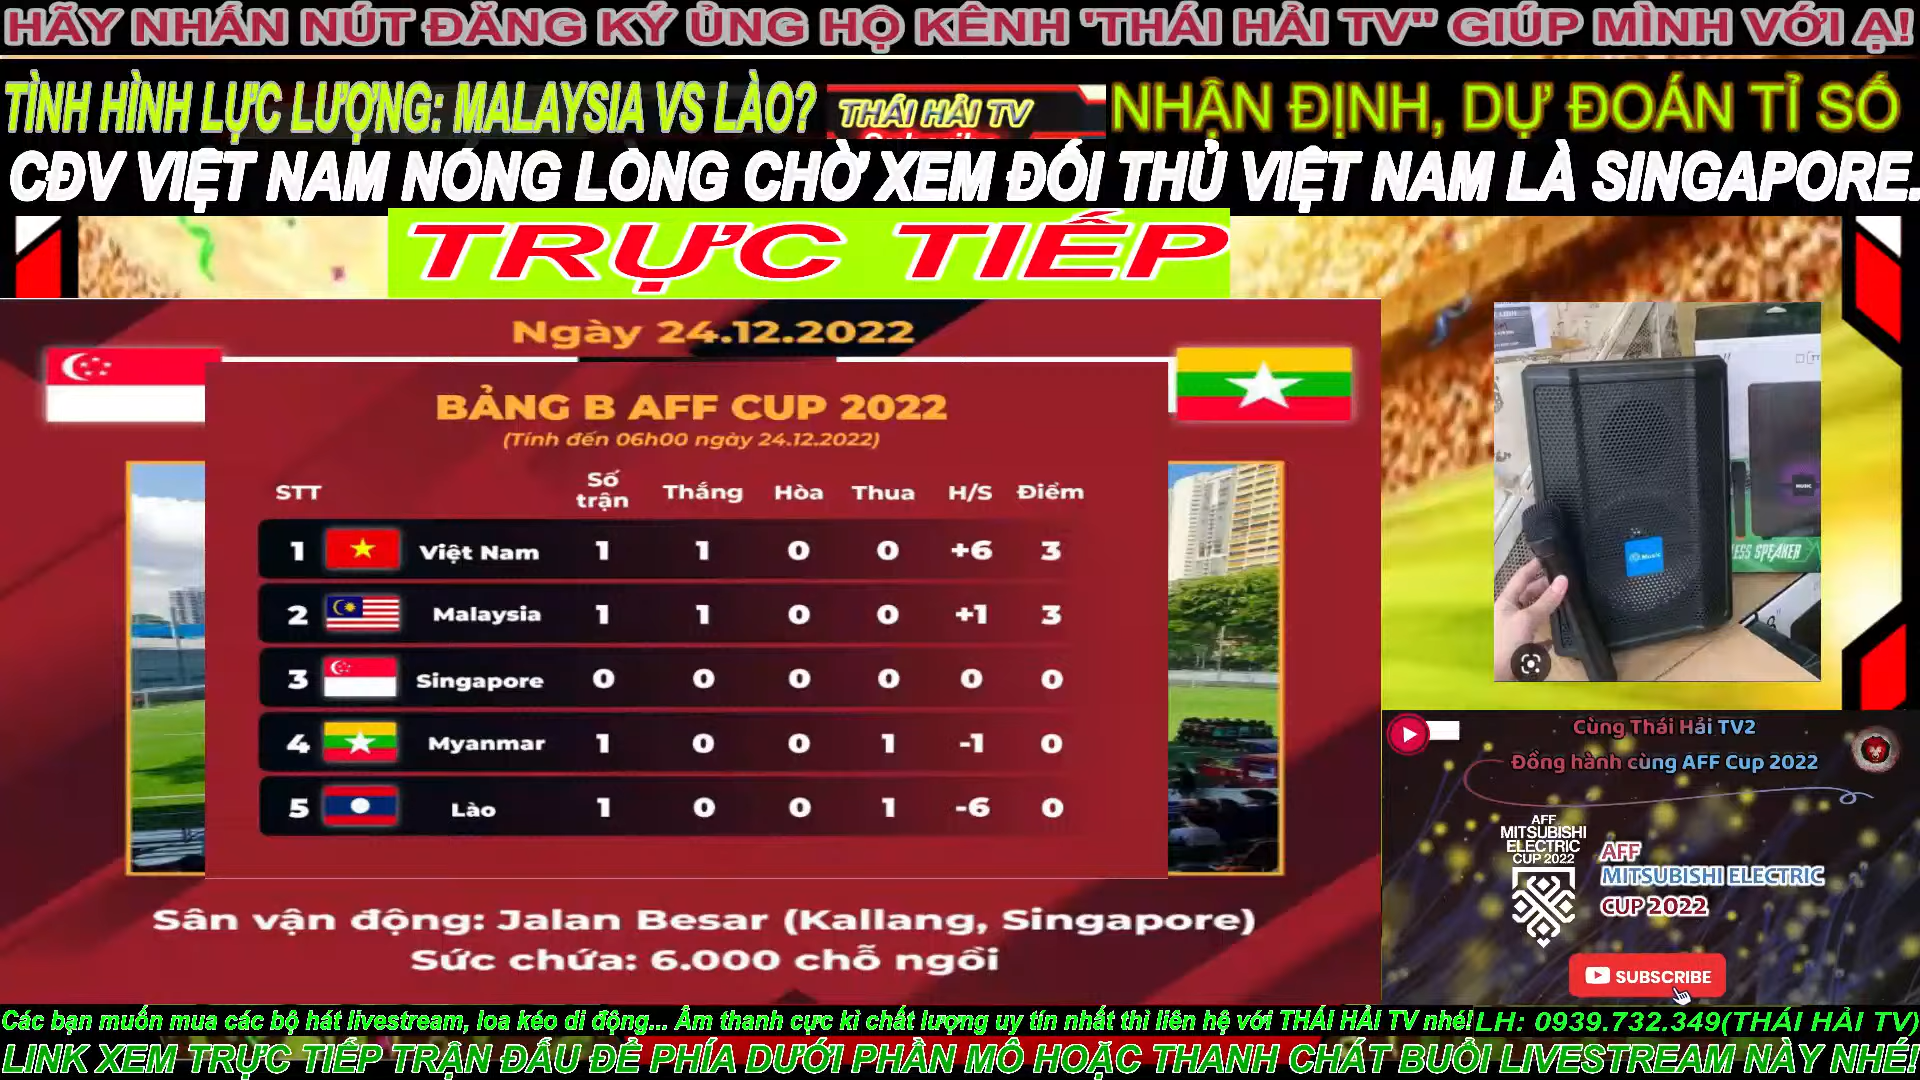 HÃY NHẤN NÚT ĐĂNG KÝ ỦNG HỘ KÊNH 'THÁI HẢI TV" GIÚP MÌNH VỚI Ạ!
TÌNH HÌNH LỰC LƯỢNG: MALAYSIA VS LÀO?
THÁI HẢI TV
NHẬN ĐỊNH, DỰ ĐOÁN TỈ SỐ
CĐV VIỆT NAM NÓNG LÒNG CHỜ XEM ĐỐI THỦ VIỆT NAM LÀ SINGAPORE.
TRỰC TIẾP
Ngày 24.12.2022
BẢNG B AFF CUP 2022
(Tính đến 06h00 ngày 24.12.2022)
STT Số trận Thắng Hòa Thua H/S Điểm
1 Việt Nam 1 1 0 0 +6 3
2 Malaysia 1 1 0 0 +1 3
3 Singapore 0 0 0 0 0 0
4 Myanmar 1 0 0 1 -1 0
5 Lào 1 0 0 1 -6 0
Sân vận động: Jalan Besar (Kallang, Singapore)
Sức chứa: 6.000 chỗ ngồi
Music
MUSIC
ESS SPEAKER
Cùng Thái Hải TV2
Đồng hành cùng AFF Cup 2022
AFF
MITSUBISHI
ELECTRIC
CUP 2022
AFF
MITSUBISHI ELECTRIC
CUP 2022
SUBSCRIBE
Các bạn muốn mua các bộ hát livestream, loa kéo di động... Âm thanh cực kì chất lượng uy tín nhất thì liên hệ với THÁI HẢI TV nhé! LH: 0939.732.349(THÁI HẢI TV)
LINK XEM TRỰC TIẾP TRẬN ĐẤU ĐỂ PHÍA DƯỚI PHẦN MÔ HOẶC THANH CHÁT BUỔI LIVESTREAM NÀY NHÉ!